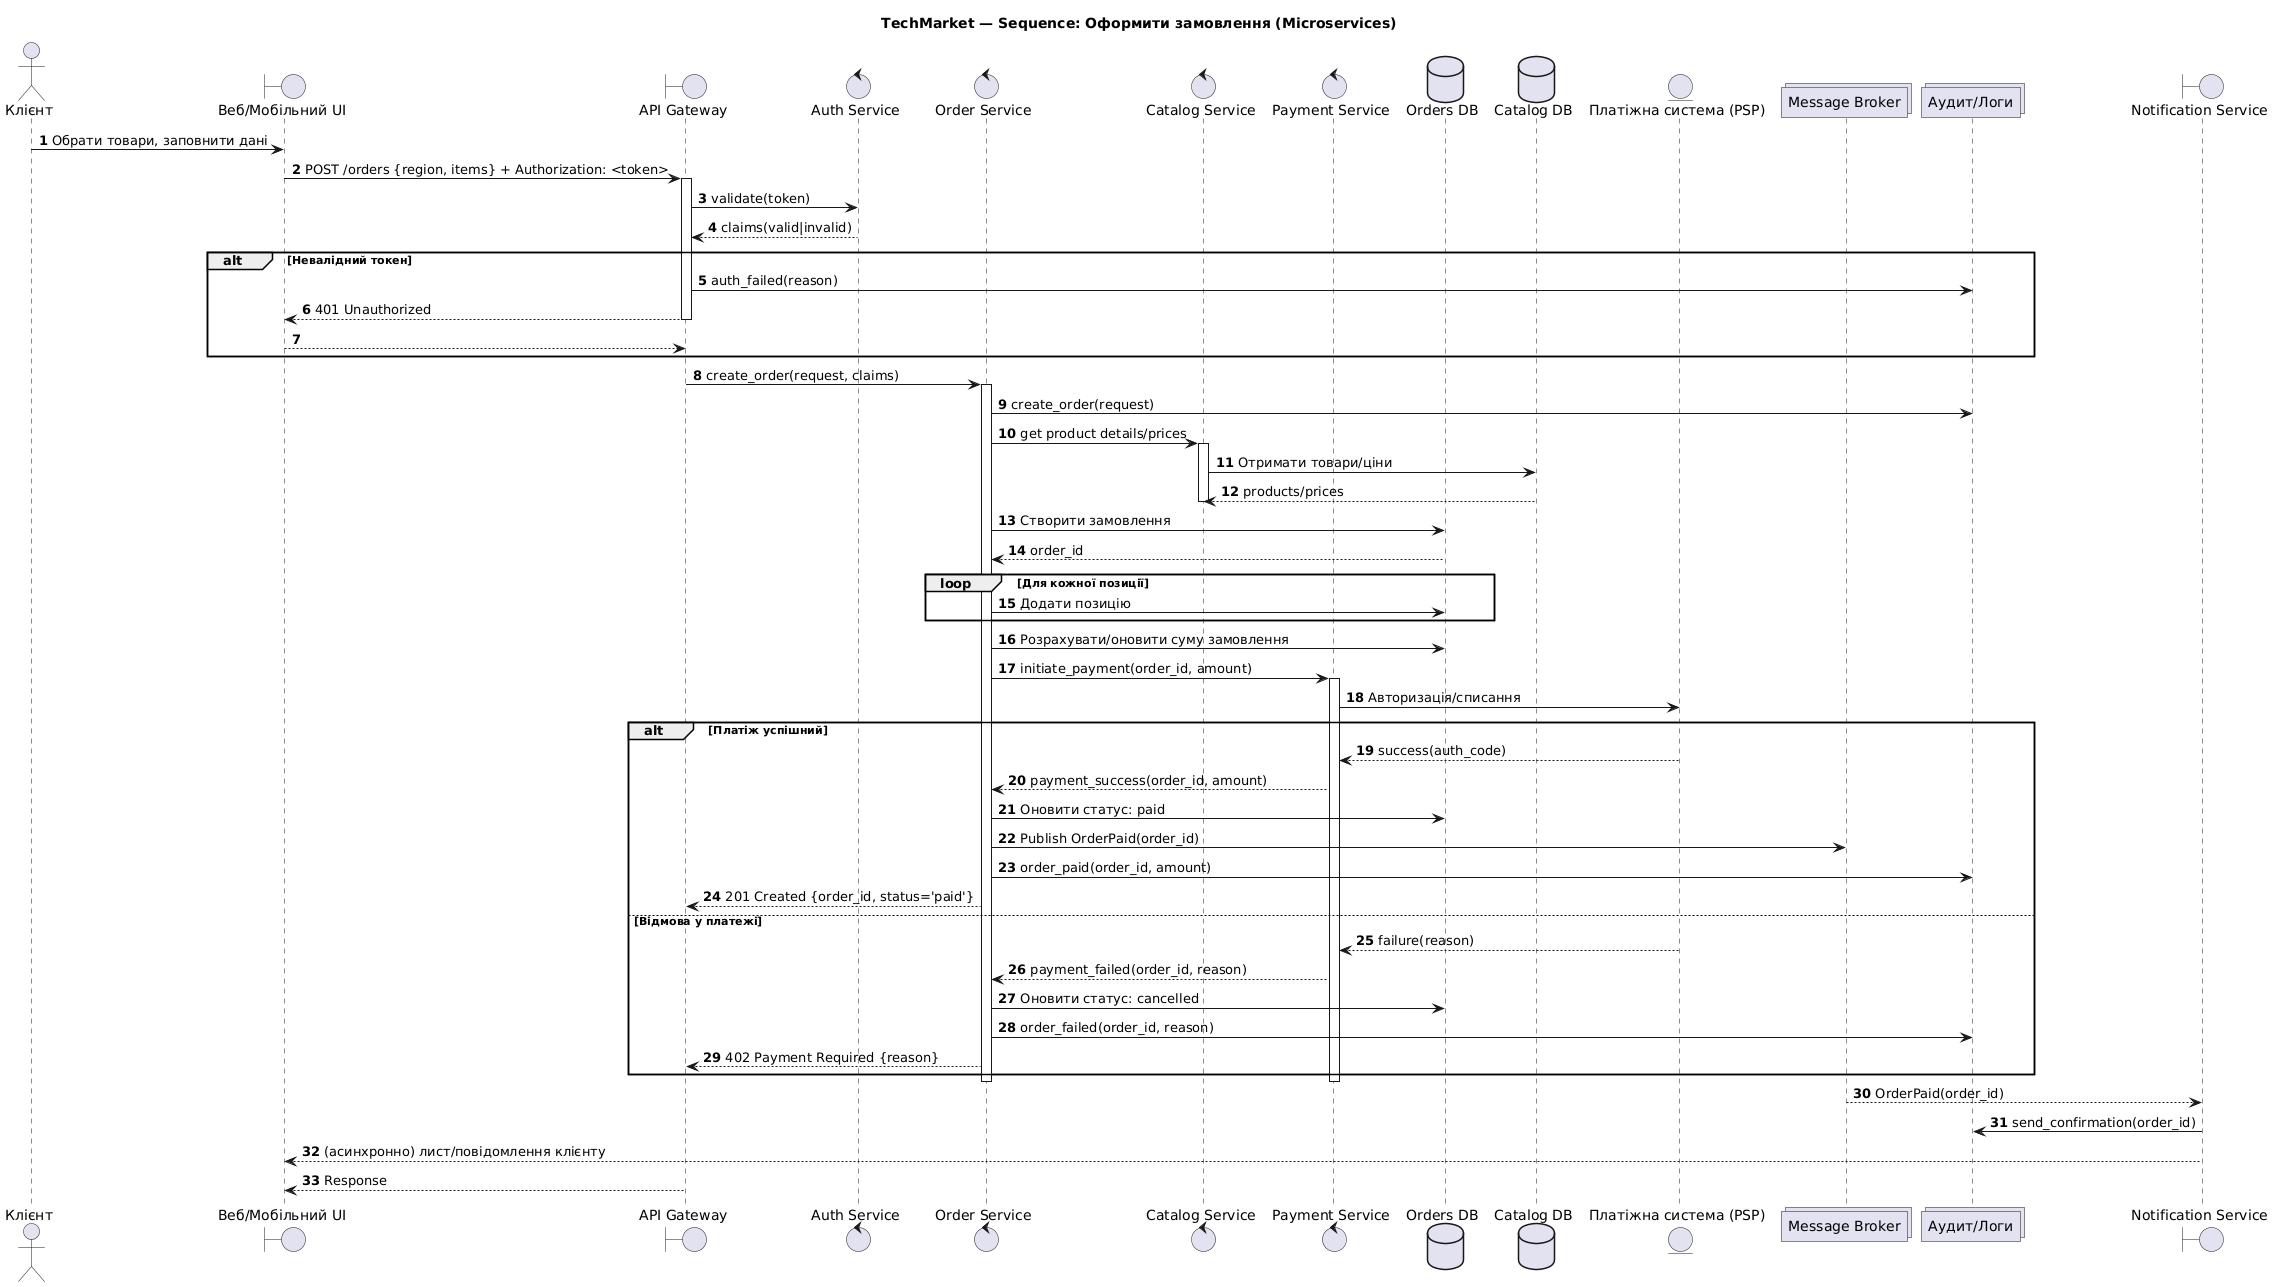 TechMarket — Sequence: Оформити замовлення (Microservices)
Клієнт
Веб/Мобільний UI
API Gateway
Auth Service
Order Service
Catalog Service
Payment Service
Orders DB
Catalog DB
Платіжна система (PSP)
Message Broker
Аудит/Логи
Notification Service
1 Обрати товари, заповнити дані
2 POST /orders {region, items} + Authorization: <token>
3 validate(token)
4 claims(valid|invalid)
alt [Невалідний токен]
5 auth_failed(reason)
6 401 Unauthorized
7
8 create_order(request, claims)
9 create_order(request)
10 get product details/prices
11 Отримати товари/ціни
12 products/prices
13 Створити замовлення
14 order_id
loop [Для кожної позиції]
15 Додати позицію
16 Розрахувати/оновити суму замовлення
17 initiate_payment(order_id, amount)
18 Авторизація/списання
alt [Платіж успішний]
19 success(auth_code)
20 payment_success(order_id, amount)
21 Оновити статус: paid
22 Publish OrderPaid(order_id)
23 order_paid(order_id, amount)
24 201 Created {order_id, status='paid'}
[Відмова у платежі]
25 failure(reason)
26 payment_failed(order_id, reason)
27 Оновити статус: cancelled
28 order_failed(order_id, reason)
29 402 Payment Required {reason}
30 OrderPaid(order_id)
31 send_confirmation(order_id)
32 (асинхронно) лист/повідомлення клієнту
33 Response
Клієнт
Веб/Мобільний UI
API Gateway
Auth Service
Order Service
Catalog Service
Payment Service
Orders DB
Catalog DB
Платіжна система (PSP)
Message Broker
Аудит/Логи
Notification Service